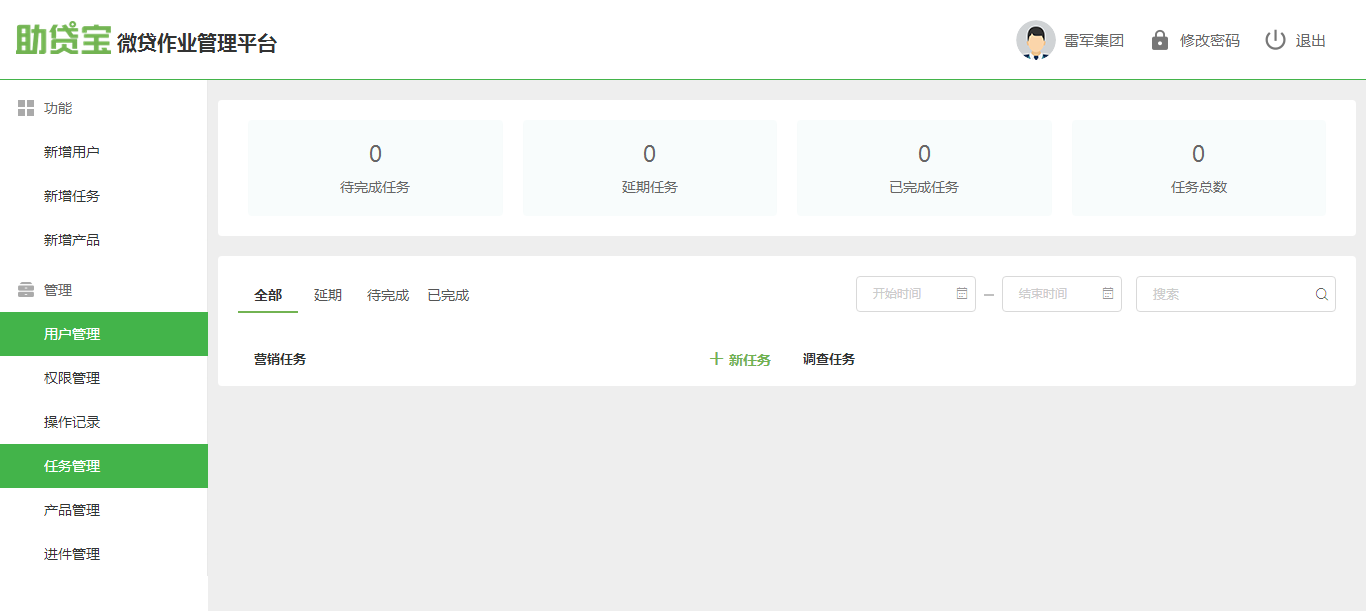 助贷宝 微贷作业管理平台
雷军集团 修改密码 退出
功能
新增用户
新增任务
新增产品
管理
用户管理
权限管理
操作记录
任务管理
产品管理
进件管理
0
待完成任务
0
延期任务
0
已完成任务
0
任务总数
全部 延期 待完成 已完成
开始时间 – 结束时间 搜索
营销任务 + 新任务 调查任务